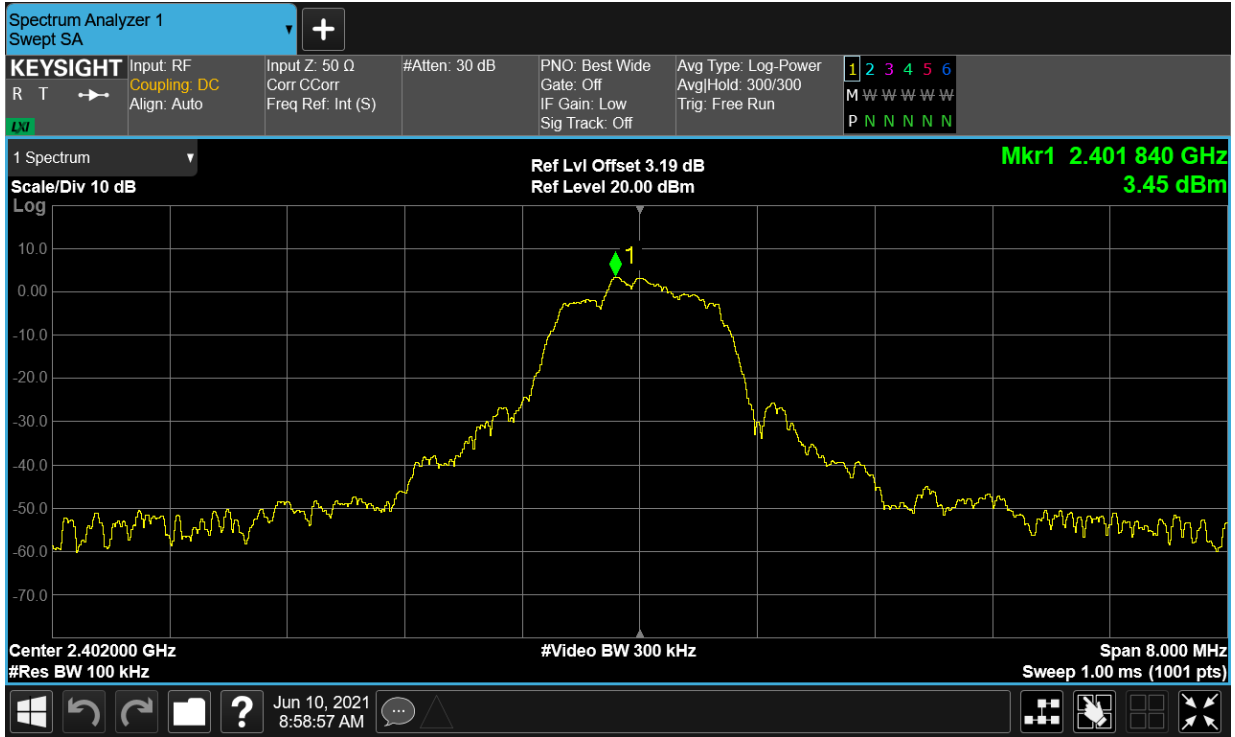 Spectrum Analyzer 1
Swept SA
▼
+
KEYSIGHT
R T
LXI
Input: RF
Coupling: DC
Align: Auto
Input Z: 50 Ω
Corr CCorr
Freq Ref: Int (S)
#Atten: 30 dB
PNO: Best Wide
Gate: Off
IF Gain: Low
Sig Track: Off
Avg Type: Log-Power
Avg|Hold: 300/300
Trig: Free Run
1 2 3 4 5 6
M W W W W W
P N N N N N
1 Spectrum ▼
Scale/Div 10 dB
Log
Ref Lvl Offset 3.19 dB
Ref Level 20.00 dBm
Mkr1 2.401 840 GHz
3.45 dBm
1
10.0
0.00
-10.0
-20.0
-30.0
-40.0
-50.0
-60.0
-70.0
Center 2.402000 GHz
#Res BW 100 kHz
#Video BW 300 kHz
Span 8.000 MHz
Sweep 1.00 ms (1001 pts)
?
Jun 10, 2021
8:58:57 AM